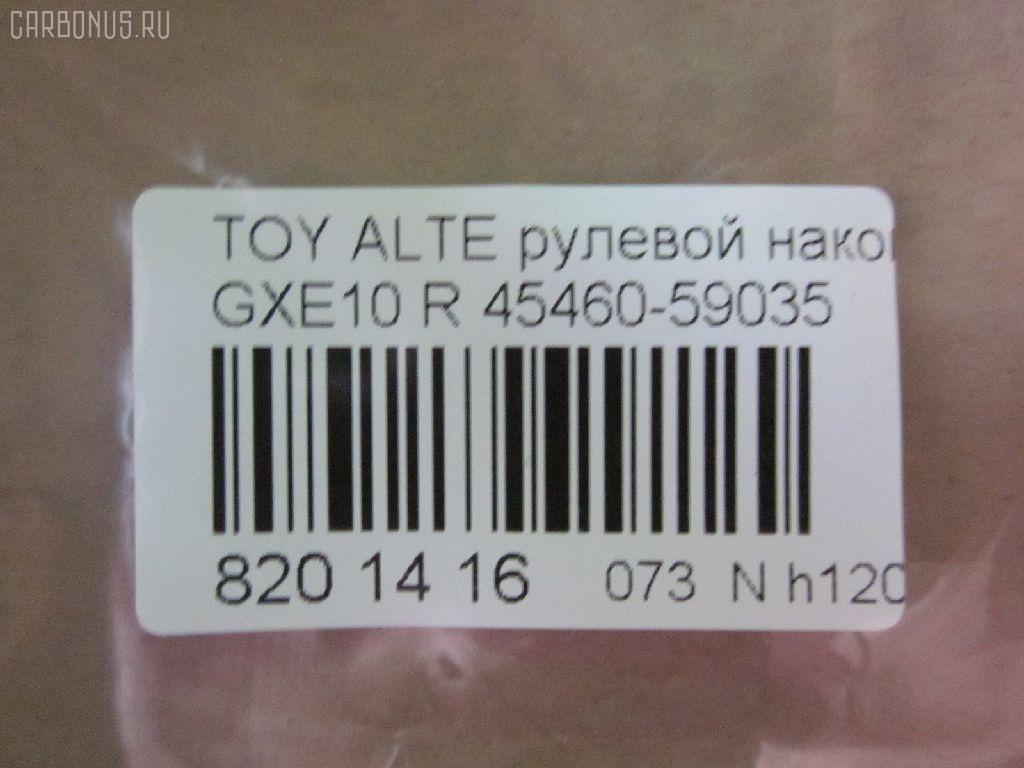 CARBONUS.RU
TOY ALTE рулевой нако
GXE10 R 45460-59035
820 14 16 073 N h120